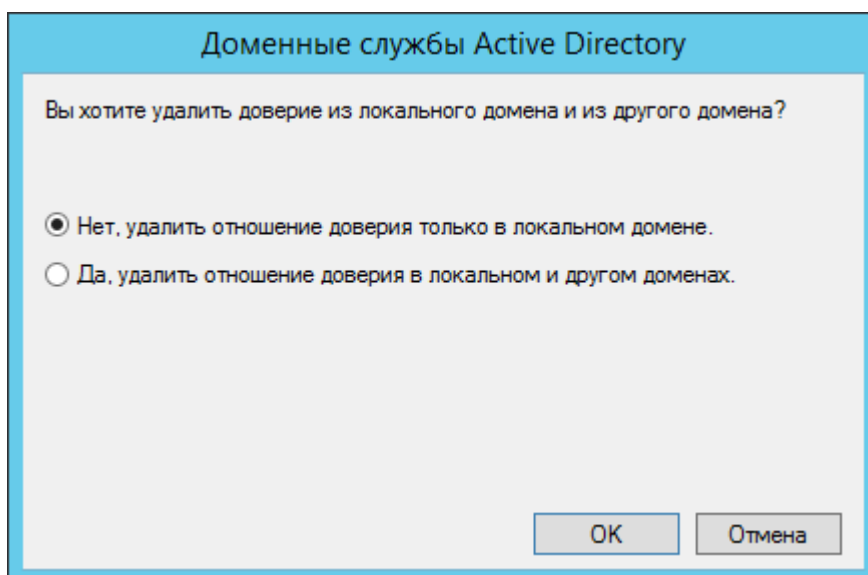 Доменные службы Active Directory
Вы хотите удалить доверие из локального домена и из другого домена?
Нет, удалить отношение доверия только в локальном домене.
Да, удалить отношение доверия в локальном и другом доменах.
OK Отмена